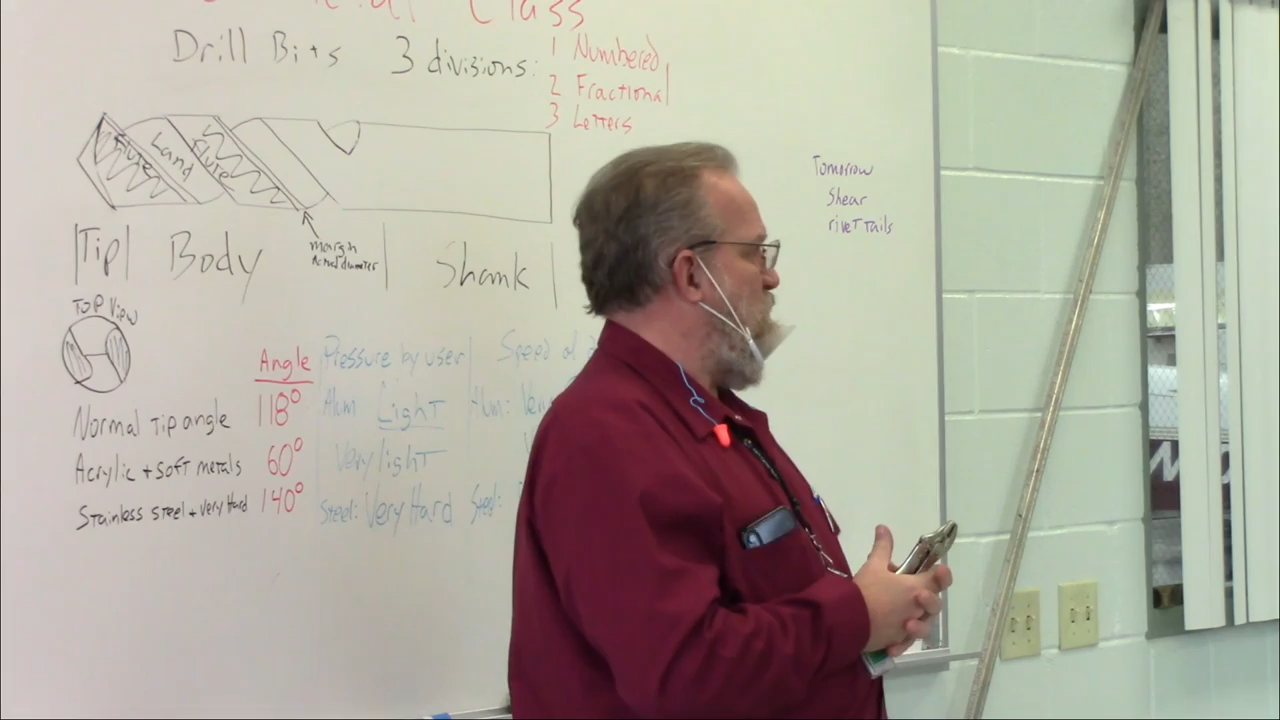 Class
Drill Bits 3 divisions:
1 Numbered
2 Fractional
3 Letters
Flute Land Flute
margin
Actual diameter
Tip Body Shank
TOP View
Angle Pressure by user Speed of
Normal tip angle 118° Alum Light Alum: Very
Acrylic + soft metals 60° Very light
Stainless steel + very Hard 140° Steel: Very Hard Steel:
Tomorrow
Shear
rivet tails